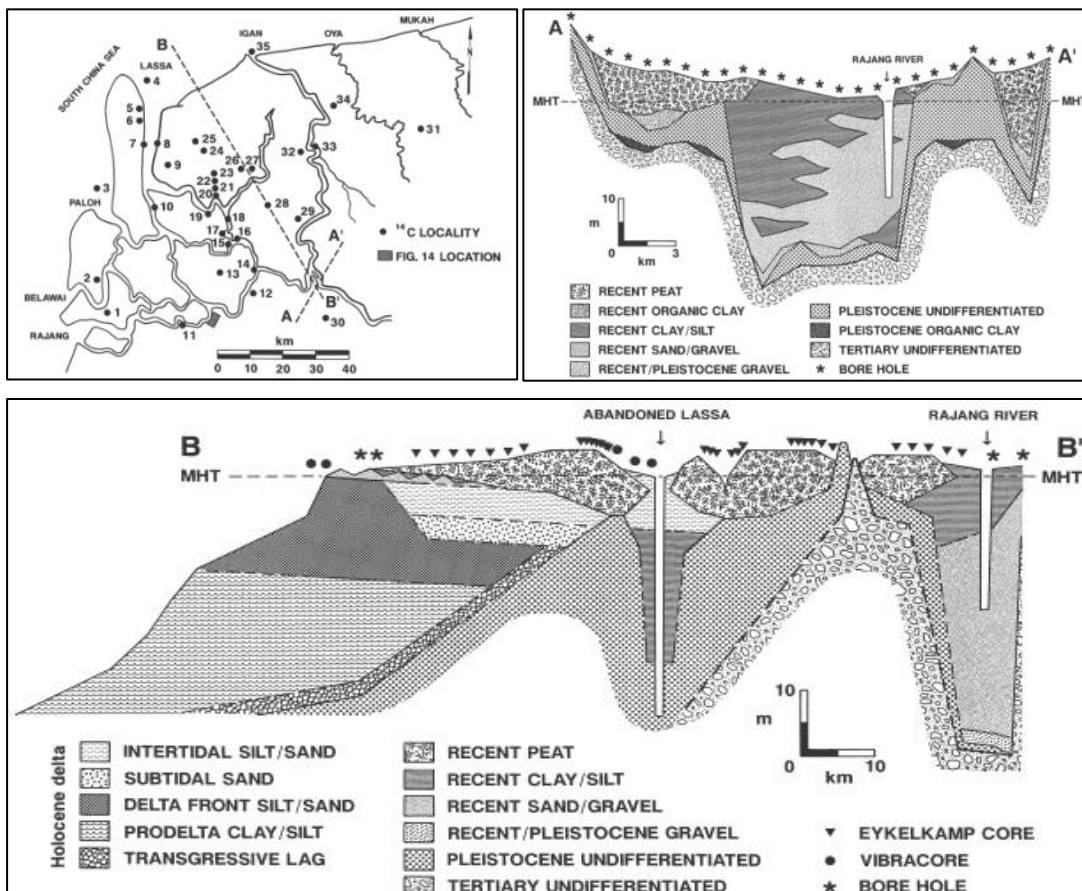 MUKAH
OYA
IGAN
35
B
SOUTH CHINA SEA
LASSA
4
5
6
34
31
7
8
25
24
33
32
9
26
27
23
22
21
20
3
PALOH
10
28
19
18
29
17
16
A'
15
14C LOCALITY
FIG. 14 LOCATION
14
13
2
BELAWAI
12
B'
1
A
30
RAJANG
11
km
0 10 20 30 40
A
A'
RAJANG RIVER
MHT
MHT
10
m
0
0 km 3
RECENT PEAT
RECENT ORGANIC CLAY
RECENT CLAY/SILT
RECENT SAND/GRAVEL
RECENT/PLEISTOCENE GRAVEL
PLEISTOCENE UNDIFFERENTIATED
PLEISTOCENE ORGANIC CLAY
TERTIARY UNDIFFERENTIATED
* BORE HOLE
ABANDONED LASSA
RAJANG RIVER
B
B'
MHT
MHT
10
m
0
0 km 10
Holocene delta
INTERTIDAL SILT/SAND
SUBTIDAL SAND
DELTA FRONT SILT/SAND
PRODELTA CLAY/SILT
TRANSGRESSIVE LAG
RECENT PEAT
RECENT CLAY/SILT
RECENT SAND/GRAVEL
RECENT/PLEISTOCENE GRAVEL
PLEISTOCENE UNDIFFERENTIATED
TERTIARY UNDIFFERENTIATED
EYKELKAMP CORE
VIBRACORE
* BORE HOLE